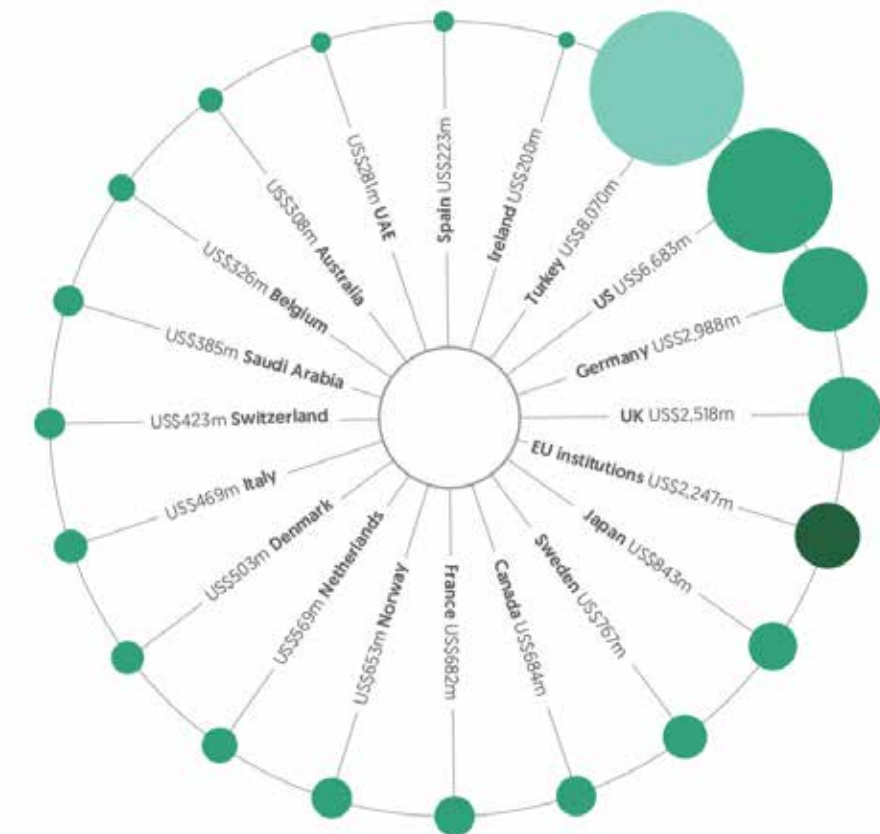 Turkey US$8,070m
US US$6,683m
Germany US$2,988m
UK US$2,518m
EU institutions US$2,247m
Japan US$843m
Sweden US$767m
Canada US$684m
France US$682m
US$653m Norway
US$569m Netherlands
US$503m Denmark
US$469m Italy
US$423m Switzerland
US$385m Saudi Arabia
US$326m Belgium
US$308m Australia
US$281m UAE
Spain US$223m
Ireland US$200m